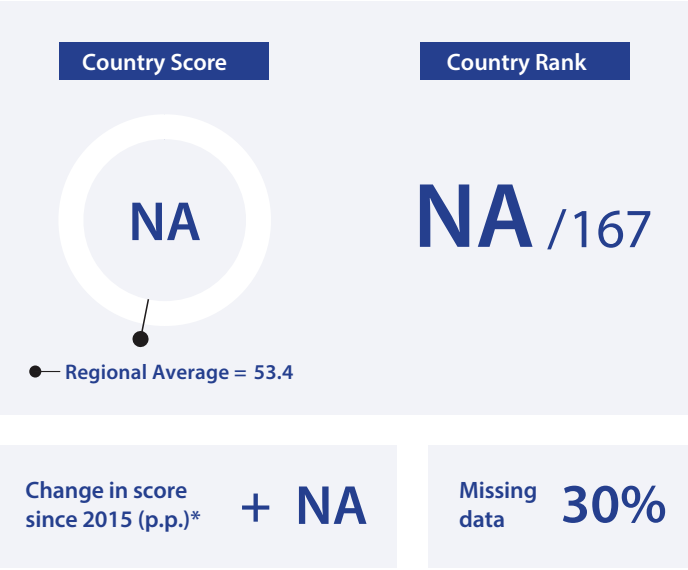 Country Score
Country Rank
NA
NA /167
Regional Average = 53.4
Change in score
since 2015 (p.p.)*
+ NA
Missing
data
30%